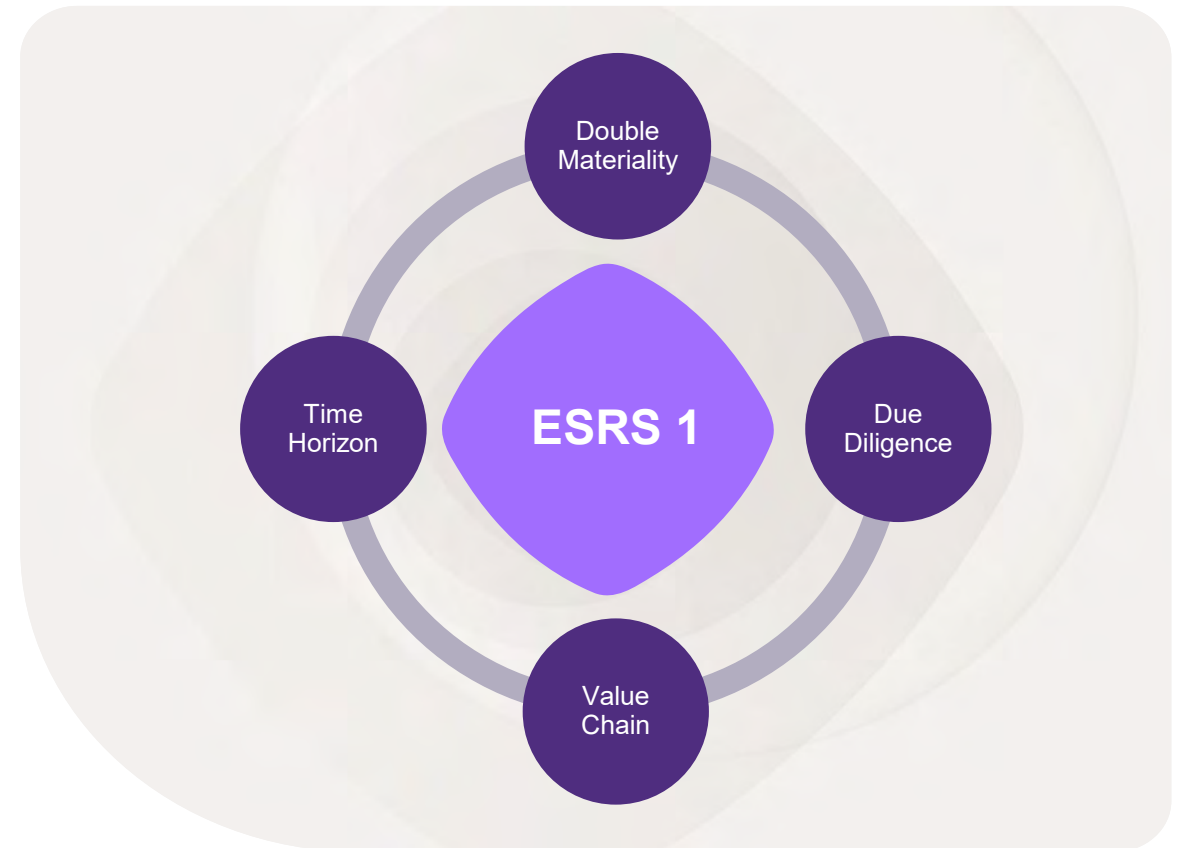 Double
Materiality
Time
Horizon
ESRS 1
Due
Diligence
Value
Chain